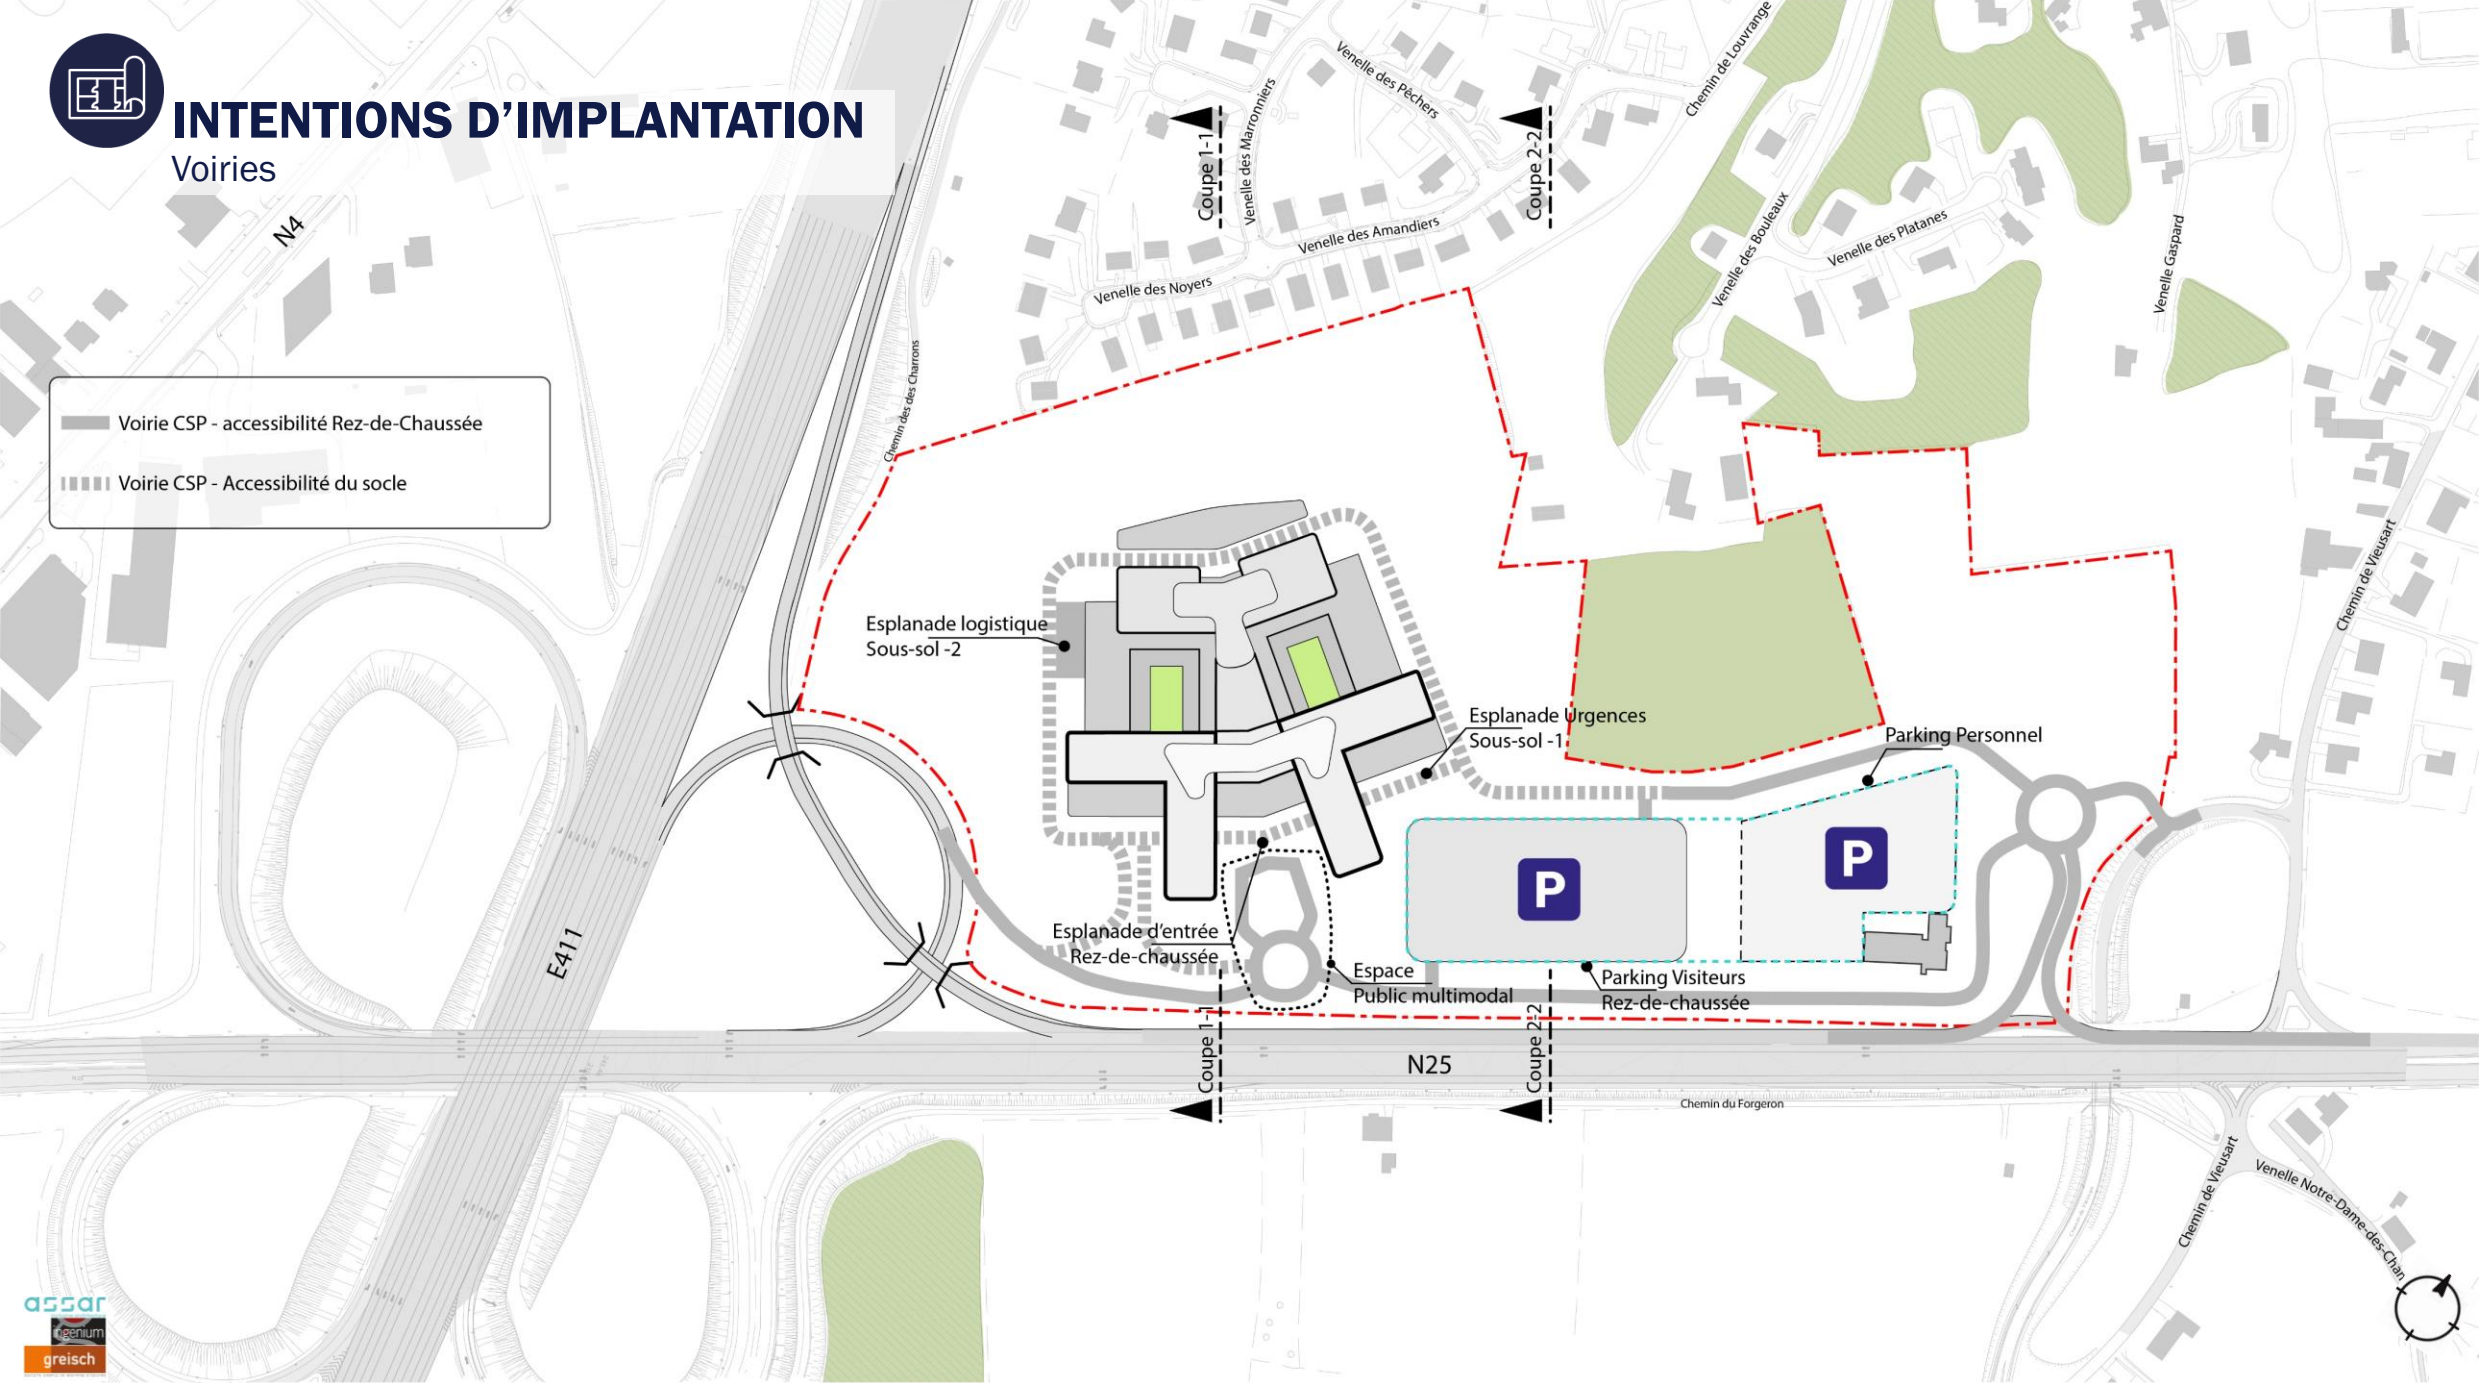 INTENTIONS D'IMPLANTATION
Voiries
N4
Voirie CSP - accessibilité Rez-de-Chaussée
Voirie CSP - Accessibilité du socle
Coupe 1-1
Venelle des Marronniers
Venelle des Pêchers
Coupe 2-2
Chemin de Louvrange
Venelle des Amandiers
Venelle des Noyers
Venelle des Bouleaux
Venelle des Platanes
Venelle Gaspard
Chemin des des Charrons
Chemin de Vieusart
Esplanade logistique
Sous-sol -2
Esplanade Urgences
Sous-sol -1
Parking Personnel
P
P
Esplanade d'entrée
Rez-de-chaussée
Espace
Public multimodal
Parking Visiteurs
Rez-de-chaussée
E411
Coupe 1-1
Coupe 2-2
N25
Chemin du Forgeron
Chemin de Vieusart
Venelle Notre-Dame-des-Chan
assar
ingenium
greisch